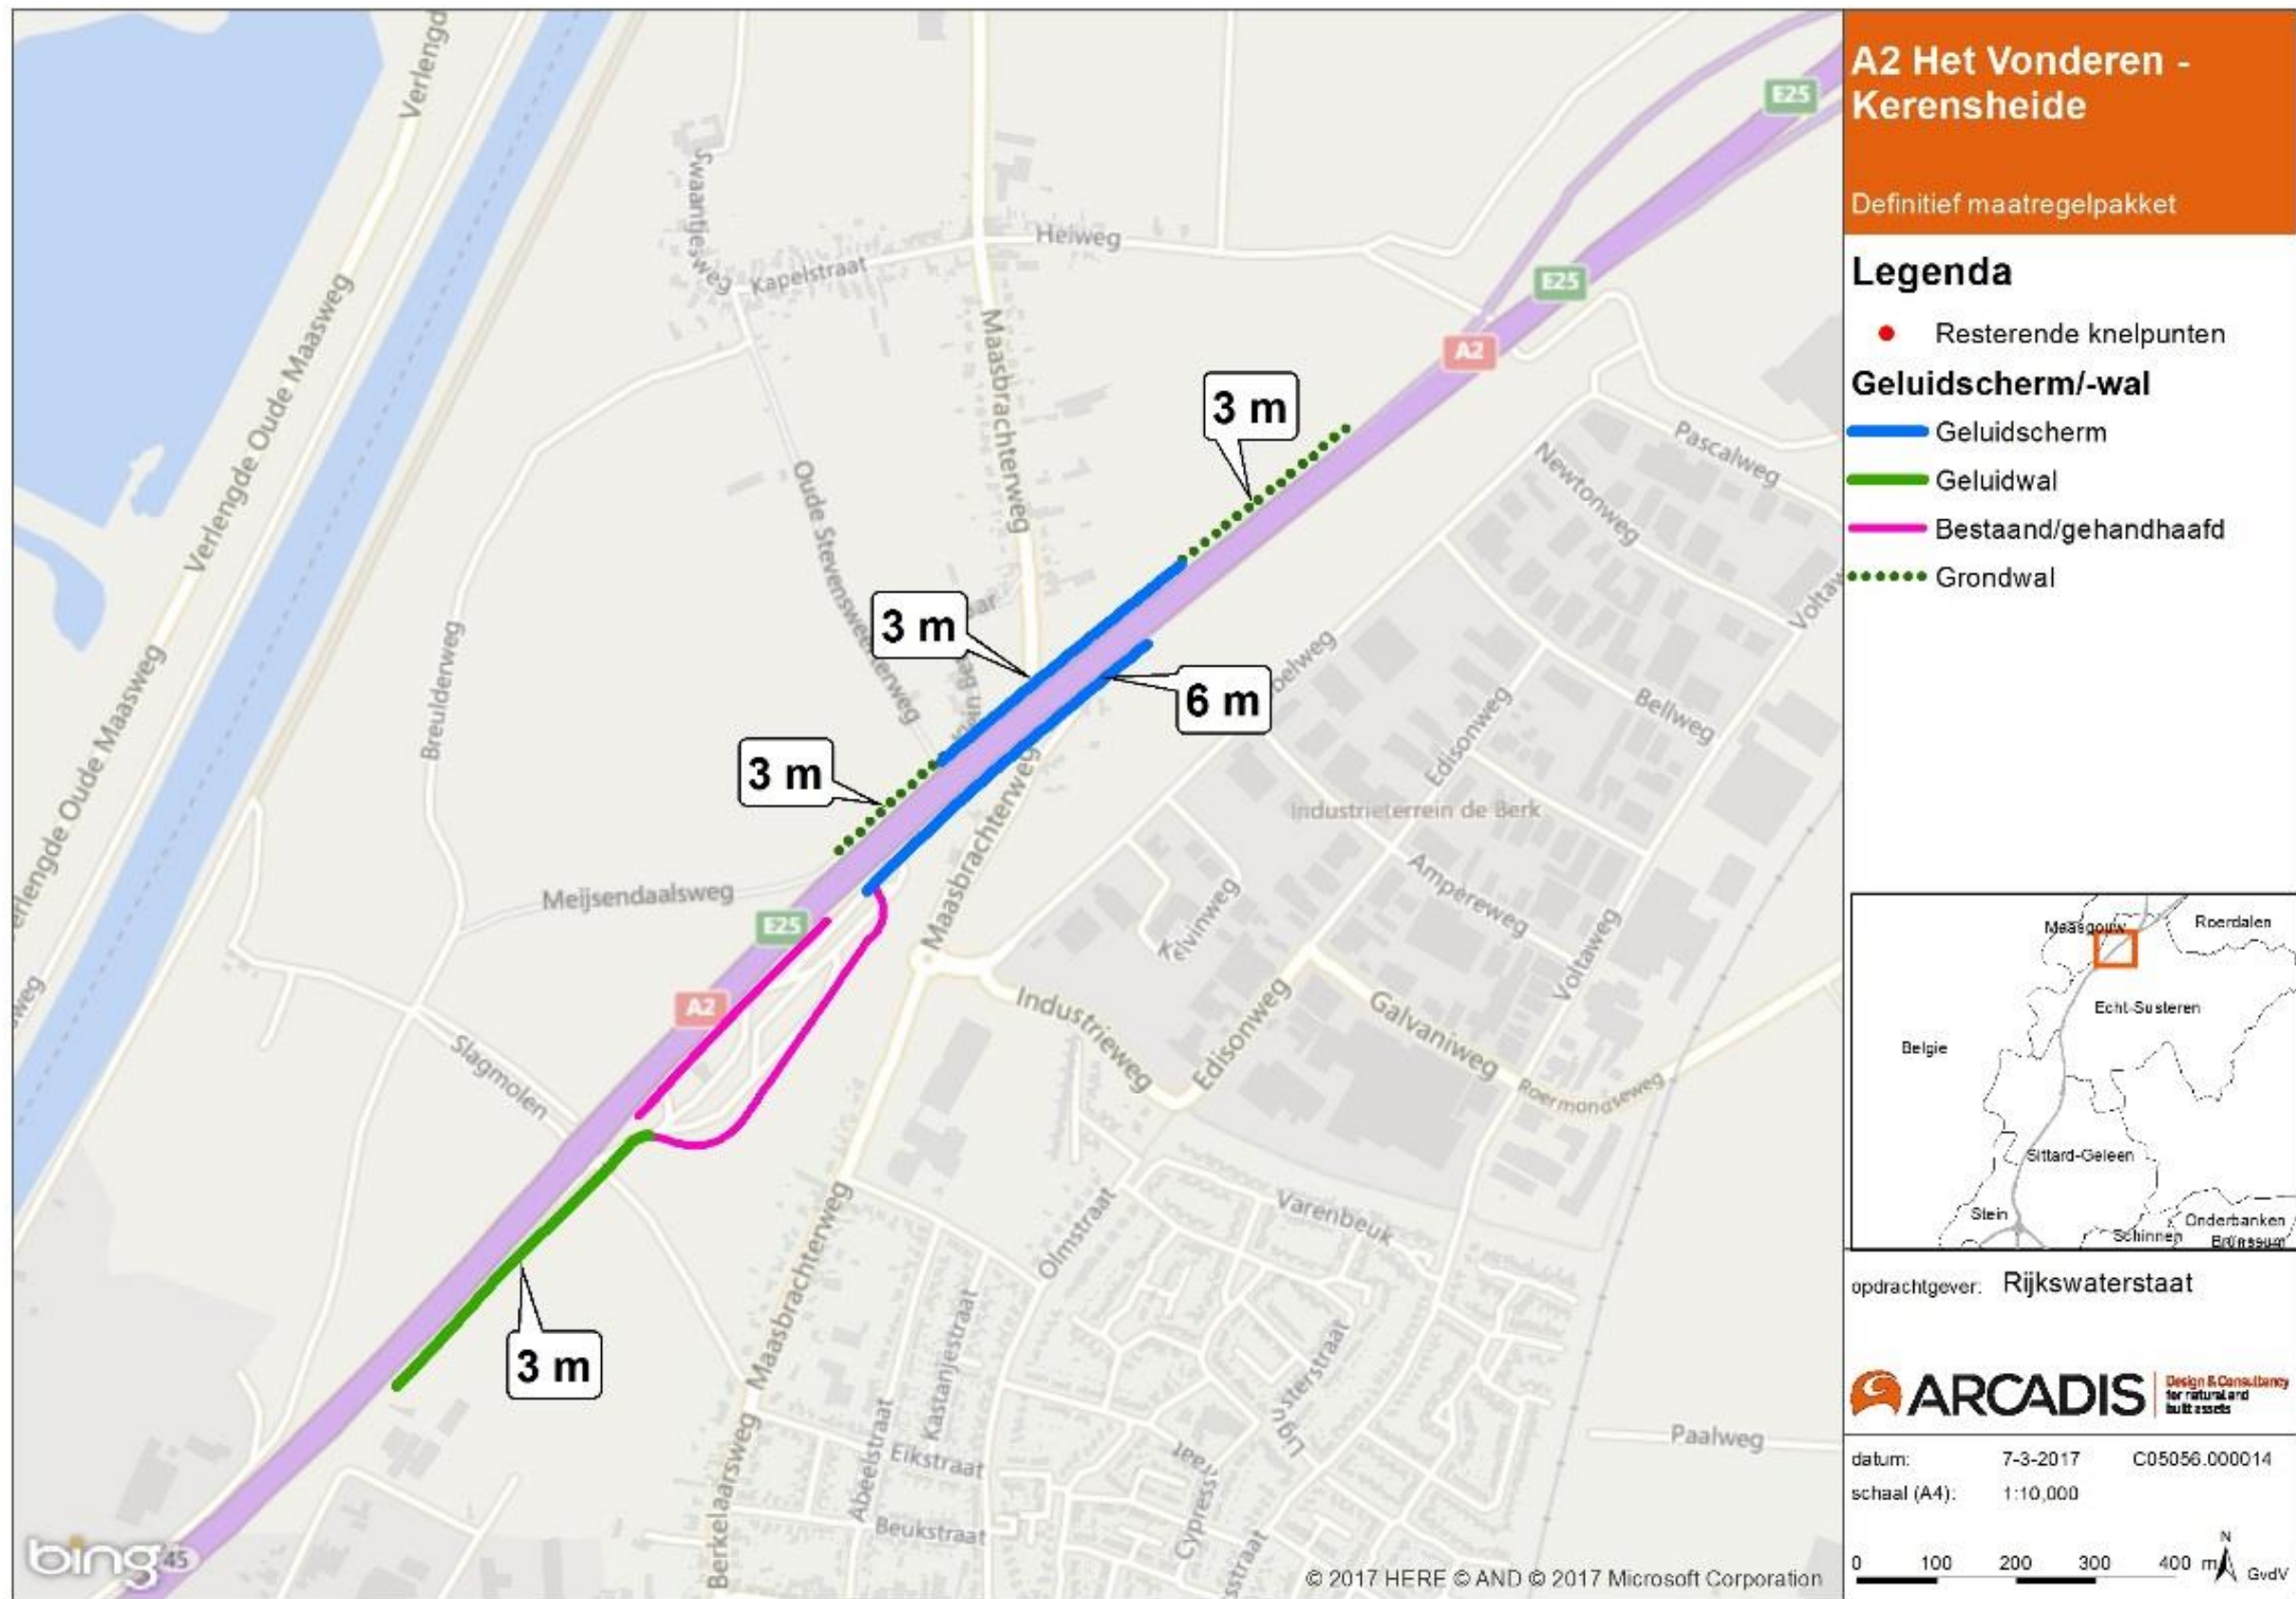 A2 Het Vonderen -
Kerensheide
Definitief maatregelpakket
Legenda
Resterende knelpunten
Geluidscherm/-wal
Geluidscherm
Geluidwal
Bestaand/gehandhaafd
Grondwal
Maasgouw
Roerdalen
Echt-Susteren
Belgie
Sittard-Geleen
Stein
Schinnen
Onderbanken
Brunssum
opdrachtgever: Rijkswaterstaat
ARCADIS
Design & Consultancy
for natural and
built assets
datum: 7-3-2017 C05056.000014
schaal (A4): 1:10,000
0 100 200 300 400 m
N
GvdV
Verlengde Oude Maasweg
Verlengde Oude Maasweg
E25
E25
A2
Swaantjesweg
Kapelstraat
Heiweg
Maasbrachterweg
3 m
Oude Stevensweerterweg
Breulderweg
3 m
6 m
3 m
Pascalweg
Newtonweg
Bellweg
Edisonweg
Industrieterrein de Berk
Ampereweg
Voltaweg
Kelvinweg
Meijsendaalsweg
E25
A2
Maasbrachterweg
Slagmolen
Industrieweg
Edisonweg
Galvaniweg
Roermondseweg
Varenbeuk
Olmstraat
Maasbrachterweg
3 m
Kastanjestraat
Abeelstraat
Eikstraat
Beukstraat
Berkelaarsweg
Ligusterstraat
Paalweg
bing
45
© 2017 HERE © AND © 2017 Microsoft Corporation